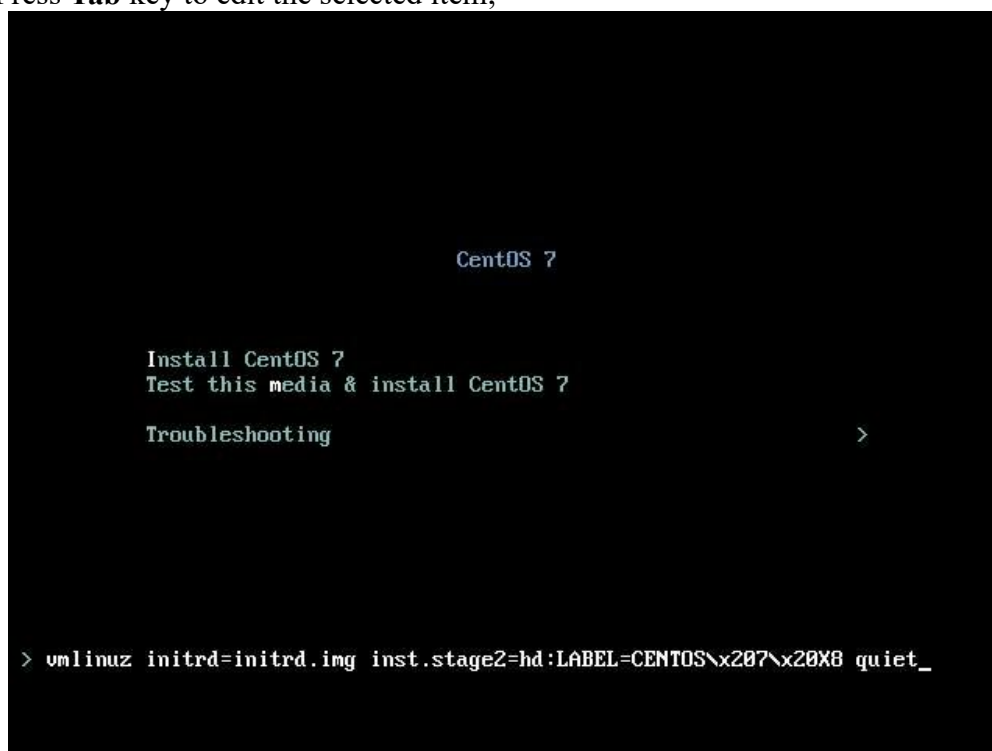 Press Tab key to edit the selected item;
CentOS 7
Install CentOS 7
Test this media & install CentOS 7
Troubleshooting >
> vmlinuz initrd=initrd.img inst.stage2=hd:LABEL=CENTOS\x207\x20X8 quiet_